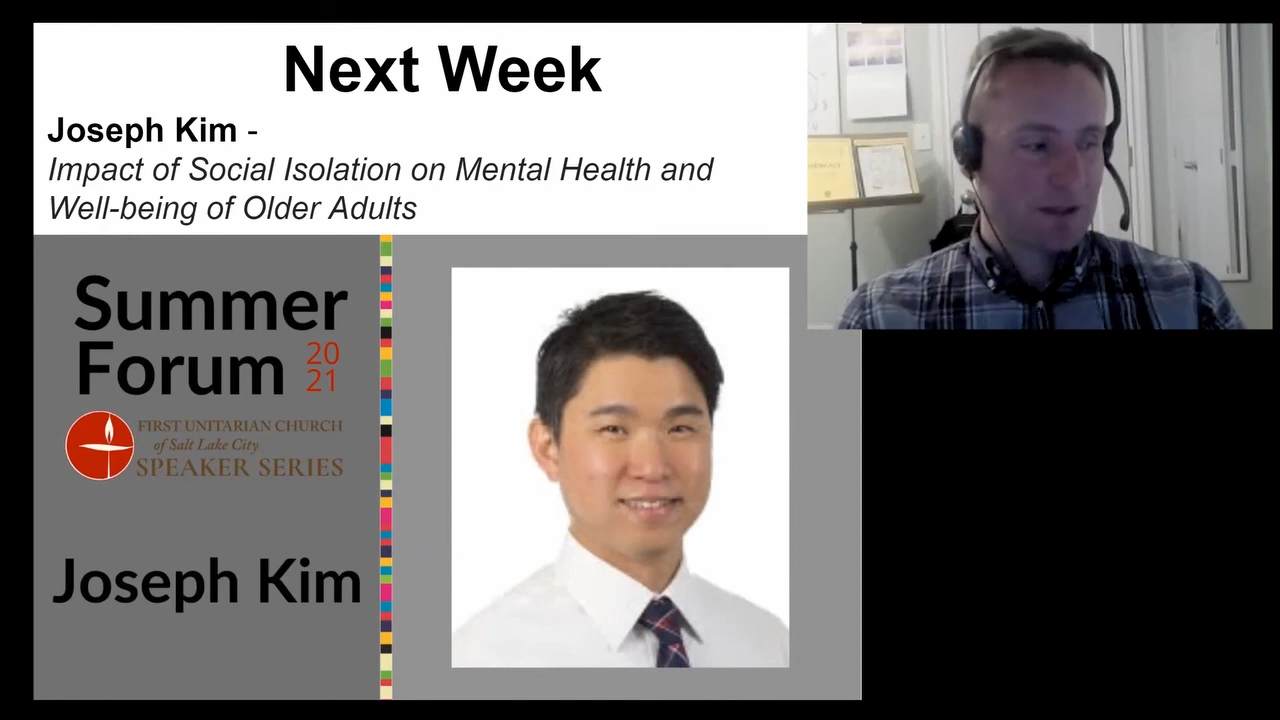 Next Week
Joseph Kim -
Impact of Social Isolation on Mental Health and
Well-being of Older Adults
Summer
Forum 20
21
FIRST UNITARIAN CHURCH
of Salt Lake City
SPEAKER SERIES
Joseph Kim